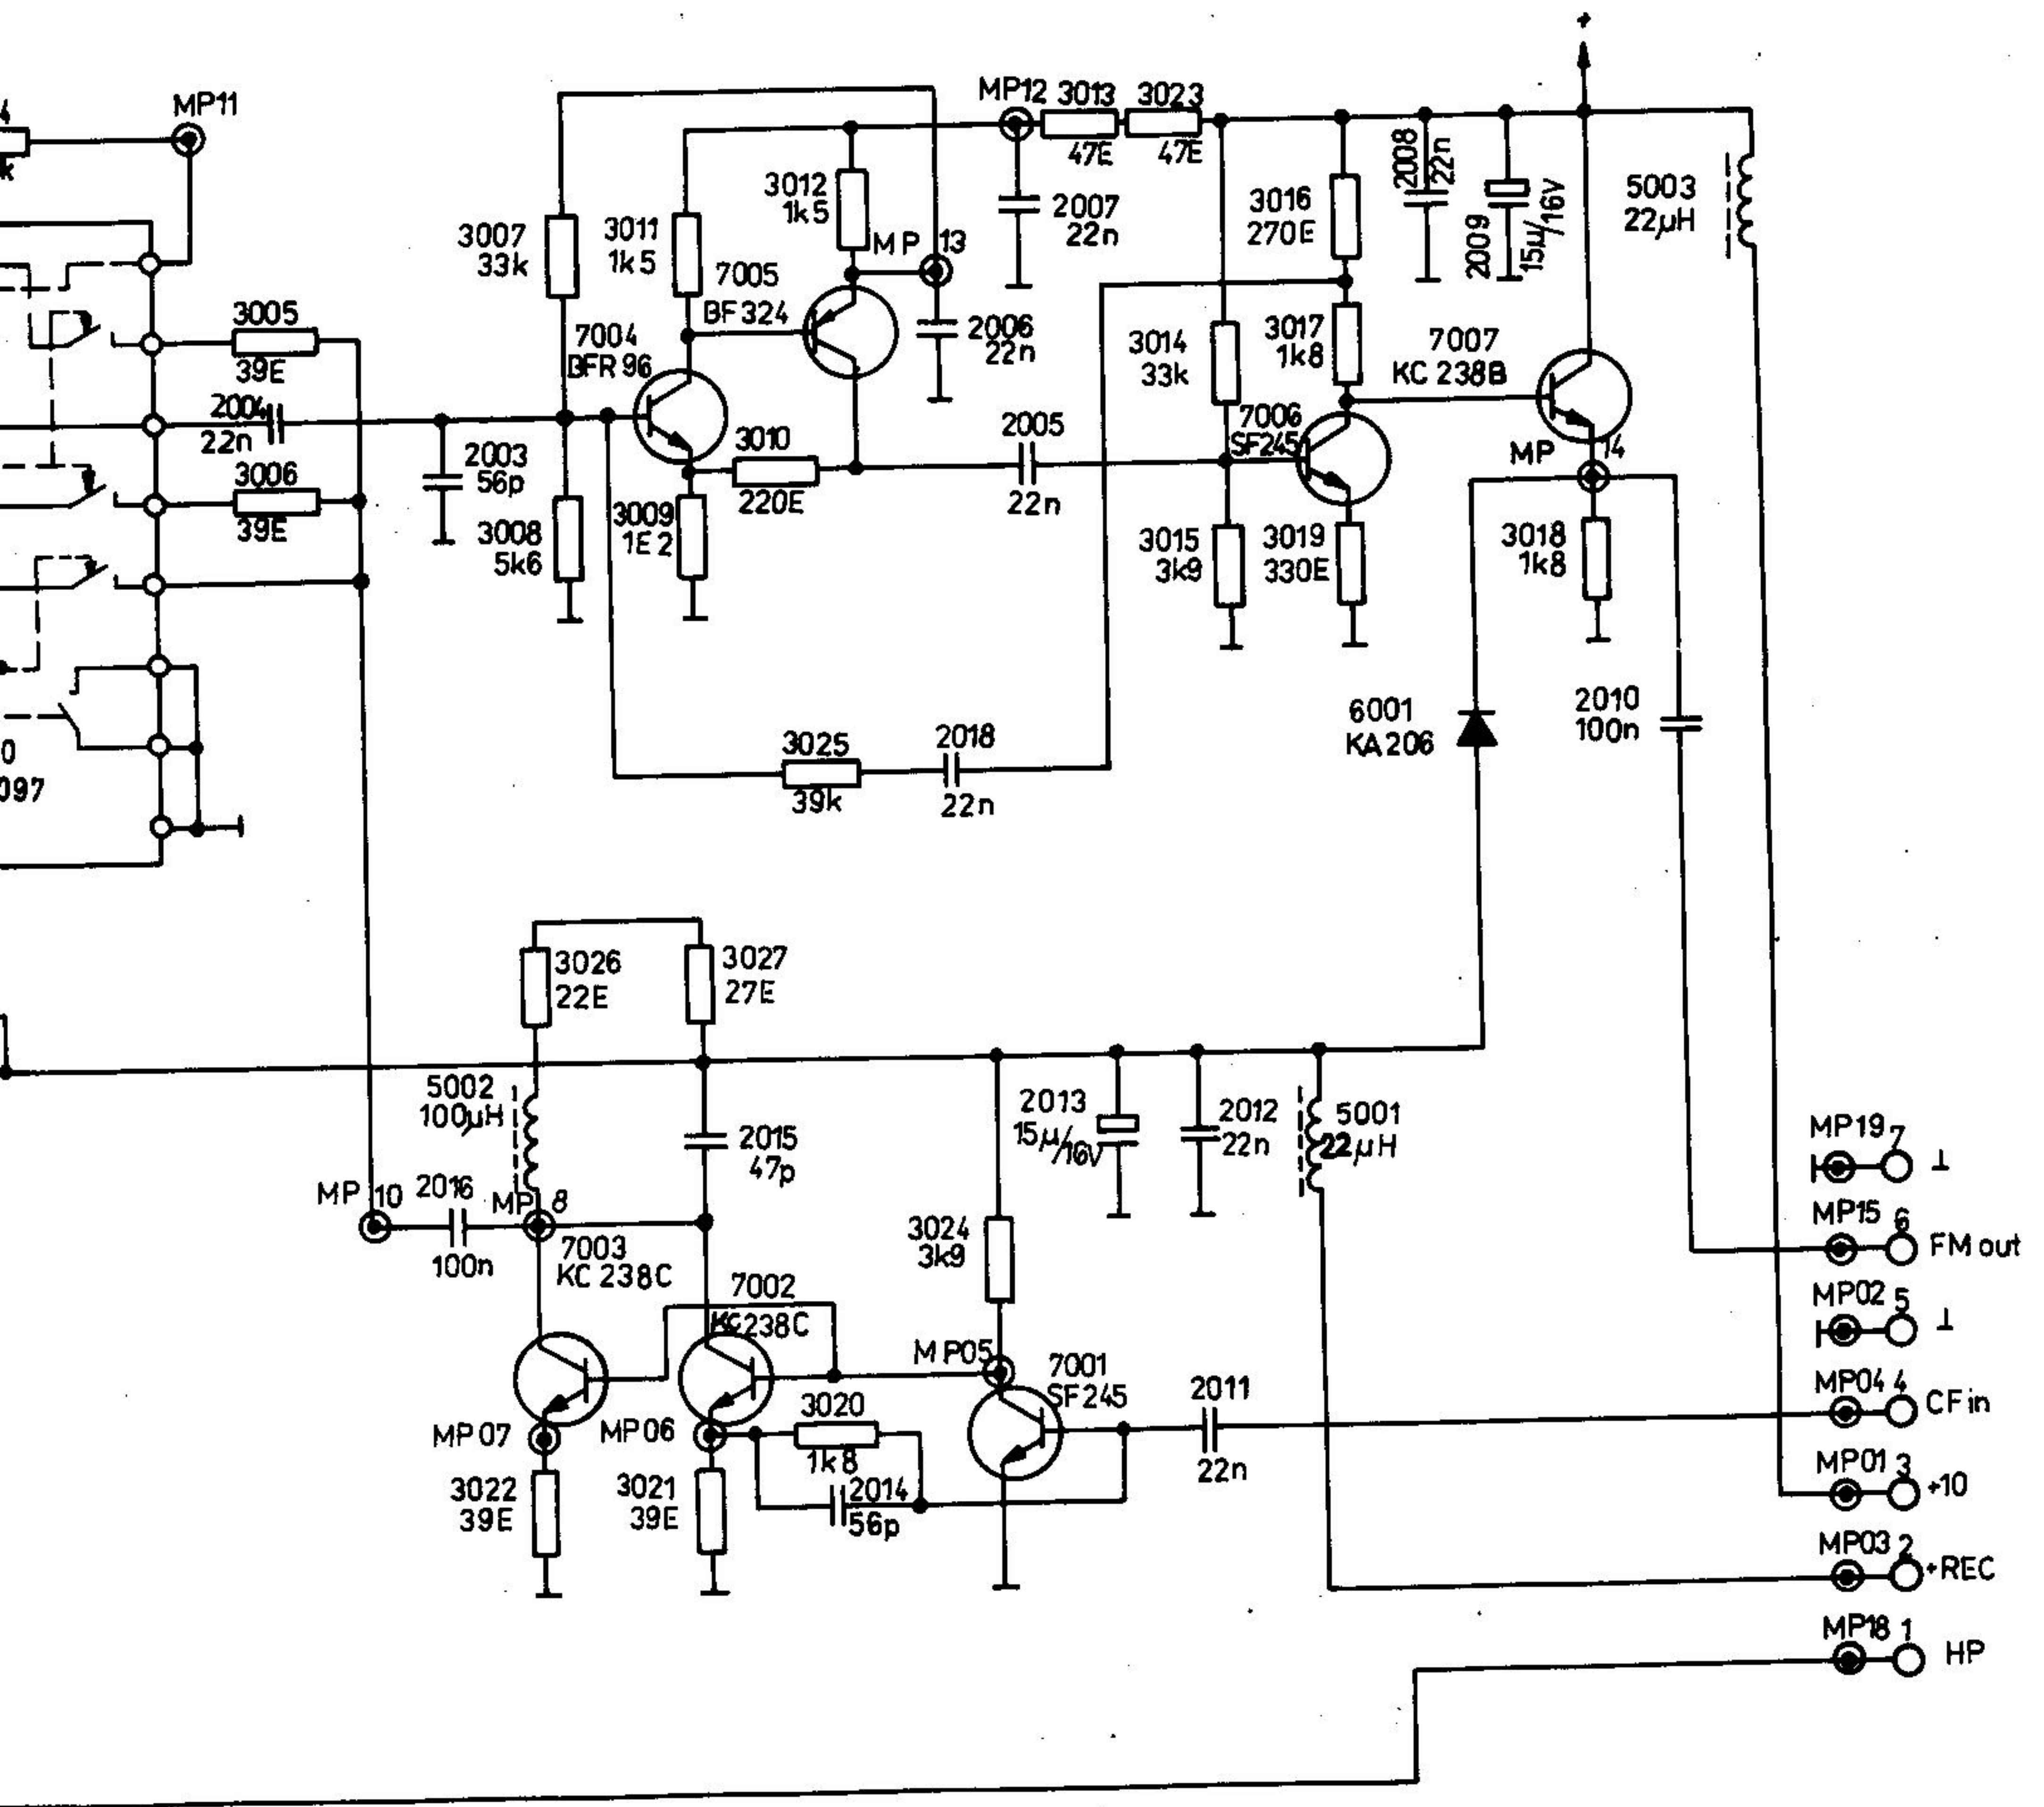 4
k
MP11
3005
39E
2004
22n
3006
39E
0
097
3007
33k
3011
1k5
7004
BFR96
7005
BF324
3012
1k5
MP 13
2006
22n
MP12
2007
22n
3013
47E
3023
47E
2003
56p
3008
5k6
3009
1E2
3010
220E
2005
22n
3014
33k
3015
3k9
3016
270E
3017
1k8
7006
SF245
3019
330E
2008
22n
2009
15µ/16V
5003
22µH
7007
KC 238B
MP 14
3018
1k8
6001
KA206
2010
100n
3025
39k
2018
22n
3026
22E
3027
27E
5002
100µH
2015
47p
MP 10
2016
100n
MP 8
7003
KC 238C
7002
KC238C
MP07
3022
39E
MP06
3021
39E
3020
1k8
2014
56p
3024
3k9
MP05
7001
SF245
2013
15µ/16V
2012
22n
5001
22µH
2011
22n
MP19 7 ⊥
MP15 6 FM out
MP02 5 ⊥
MP04 4 CF in
MP01 3 +10
MP03 2 +REC
MP18 1 HP
+